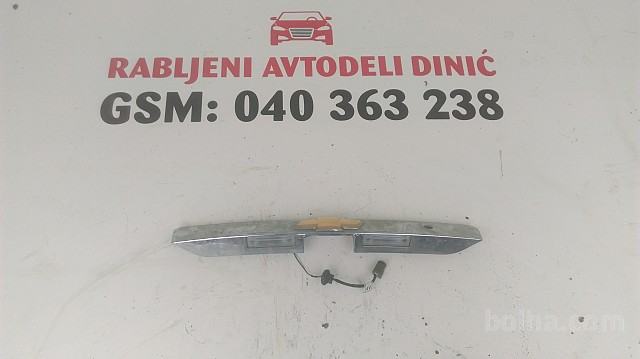 RABLJENI AVTODELI DINIĆ
GSM: 040 363 238
bolha.com